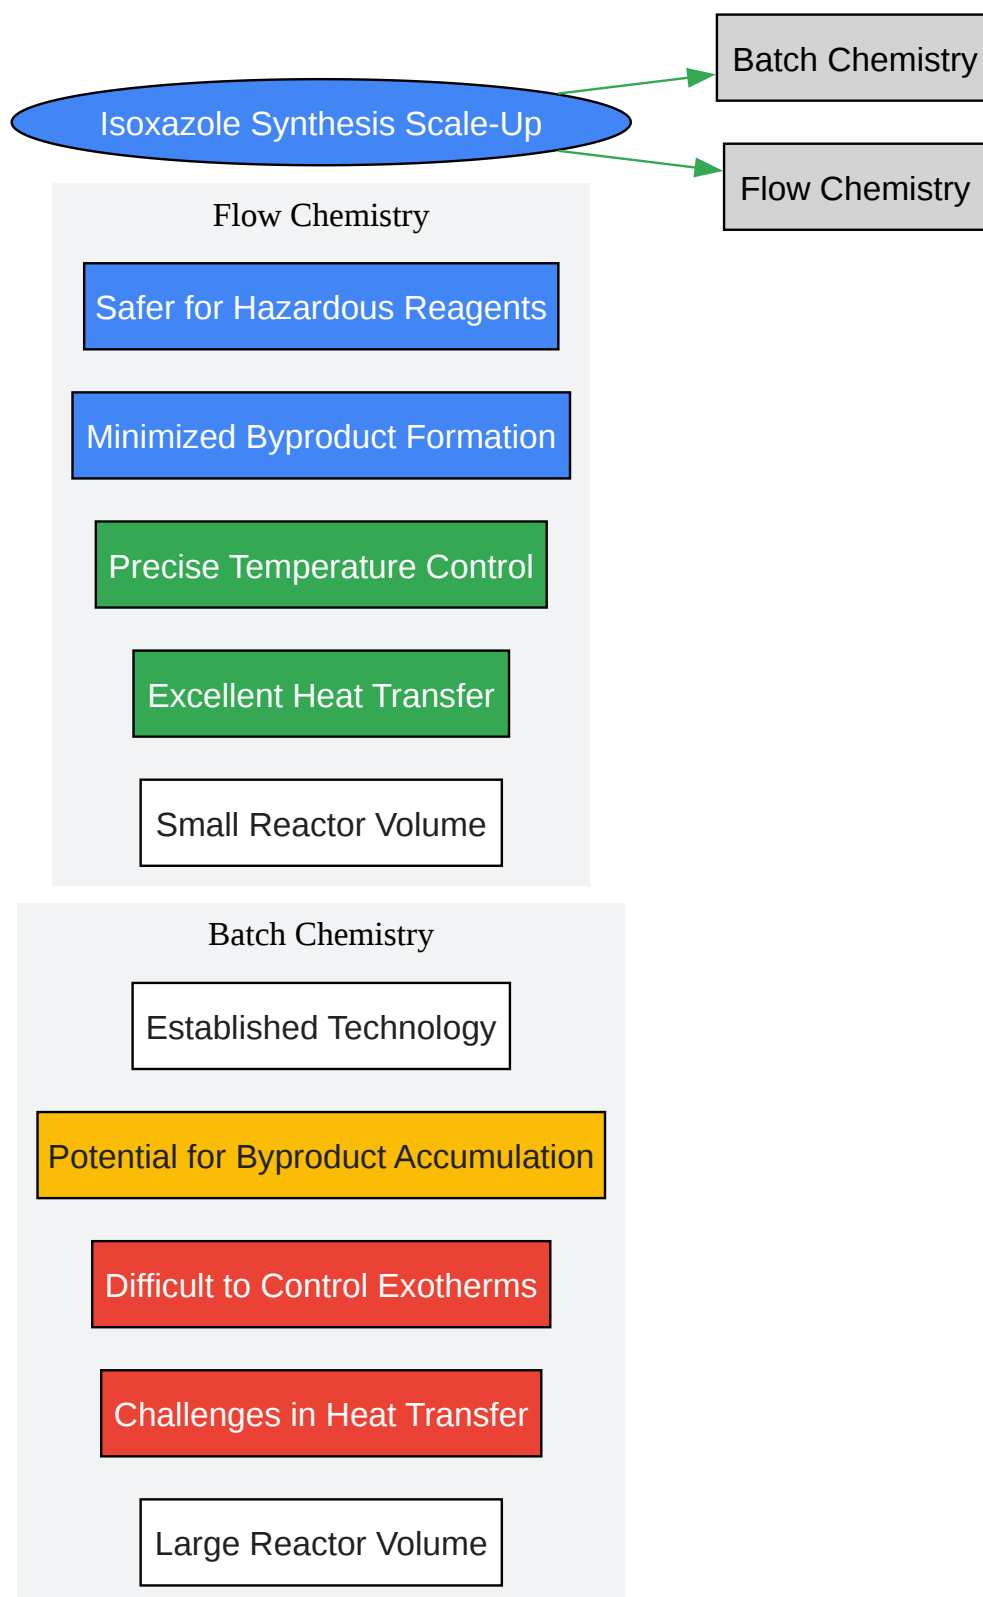 Isoxazole Synthesis Scale-Up
Batch Chemistry
Flow Chemistry
Flow Chemistry
Safer for Hazardous Reagents
Minimized Byproduct Formation
Precise Temperature Control
Excellent Heat Transfer
Small Reactor Volume
Batch Chemistry
Established Technology
Potential for Byproduct Accumulation
Difficult to Control Exotherms
Challenges in Heat Transfer
Large Reactor Volume